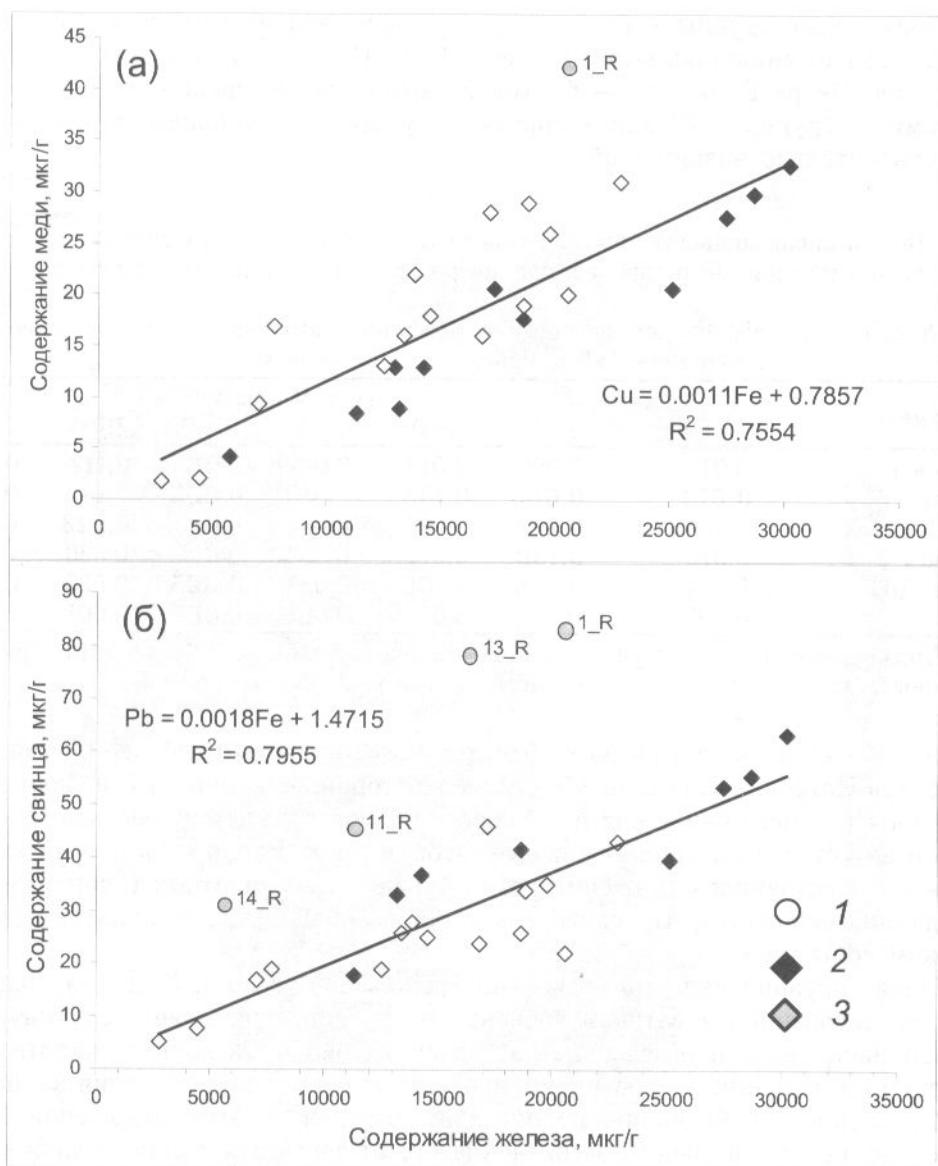 45
(а)
40
1_R
35
30
25
20
15
10
5
0
Содержание меди, мкг/г
Cu = 0.0011Fe + 0.7857
R² = 0.7554
0 5000 10000 15000 20000 25000 30000 35000
90
(б)
80
1_R
13_R
70
Pb = 0.0018Fe + 1.4715
R² = 0.7955
60
50
11_R
40
14_R
30
20
10
0
Содержание свинца, мкг/г
1
2
3
0 5000 10000 15000 20000 25000 30000 35000
Содержание железа, мкг/г